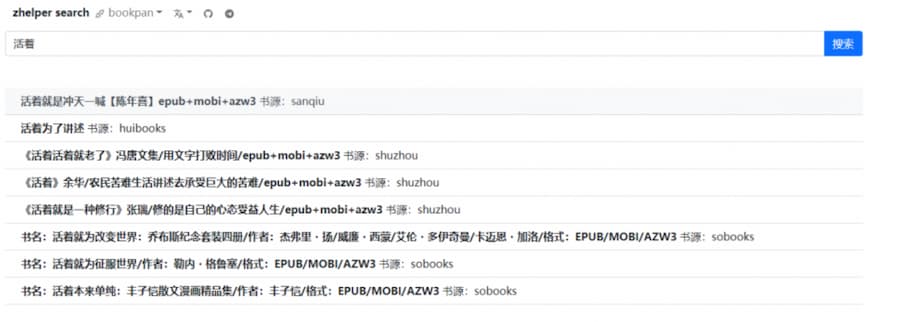 zhelper search bookpan
活着 搜索
活着就是冲天一喊【陈年喜】epub+mobi+azw3 书源：sanqiu
活着为了讲述 书源：huibooks
《活着活着就老了》冯唐文集/用文字打败时间/epub+mobi+azw3 书源：shuzhou
《活着》余华/农民苦难生活讲述去承受巨大的苦难/epub+mobi+azw3 书源：shuzhou
《活着就是一种修行》张瑞/修的是自己的心态受益人生/epub+mobi+azw3 书源：shuzhou
书名：活着就为改变世界：乔布斯纪念套装四册/作者：杰弗里・扬/威廉・西蒙/艾伦・多伊奇曼/卡迈恩・加洛/格式：EPUB/MOBI/AZW3 书源：sobooks
书名：活着就为征服世界/作者：勒内・格鲁塞/格式：EPUB/MOBI/AZW3 书源：sobooks
书名：活着本来单纯：丰子恺散文漫画精品集/作者：丰子恺/格式：EPUB/MOBI/AZW3 书源：sobooks